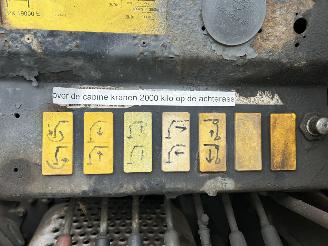 over de cabine kranen 2000 kilo op de achteras